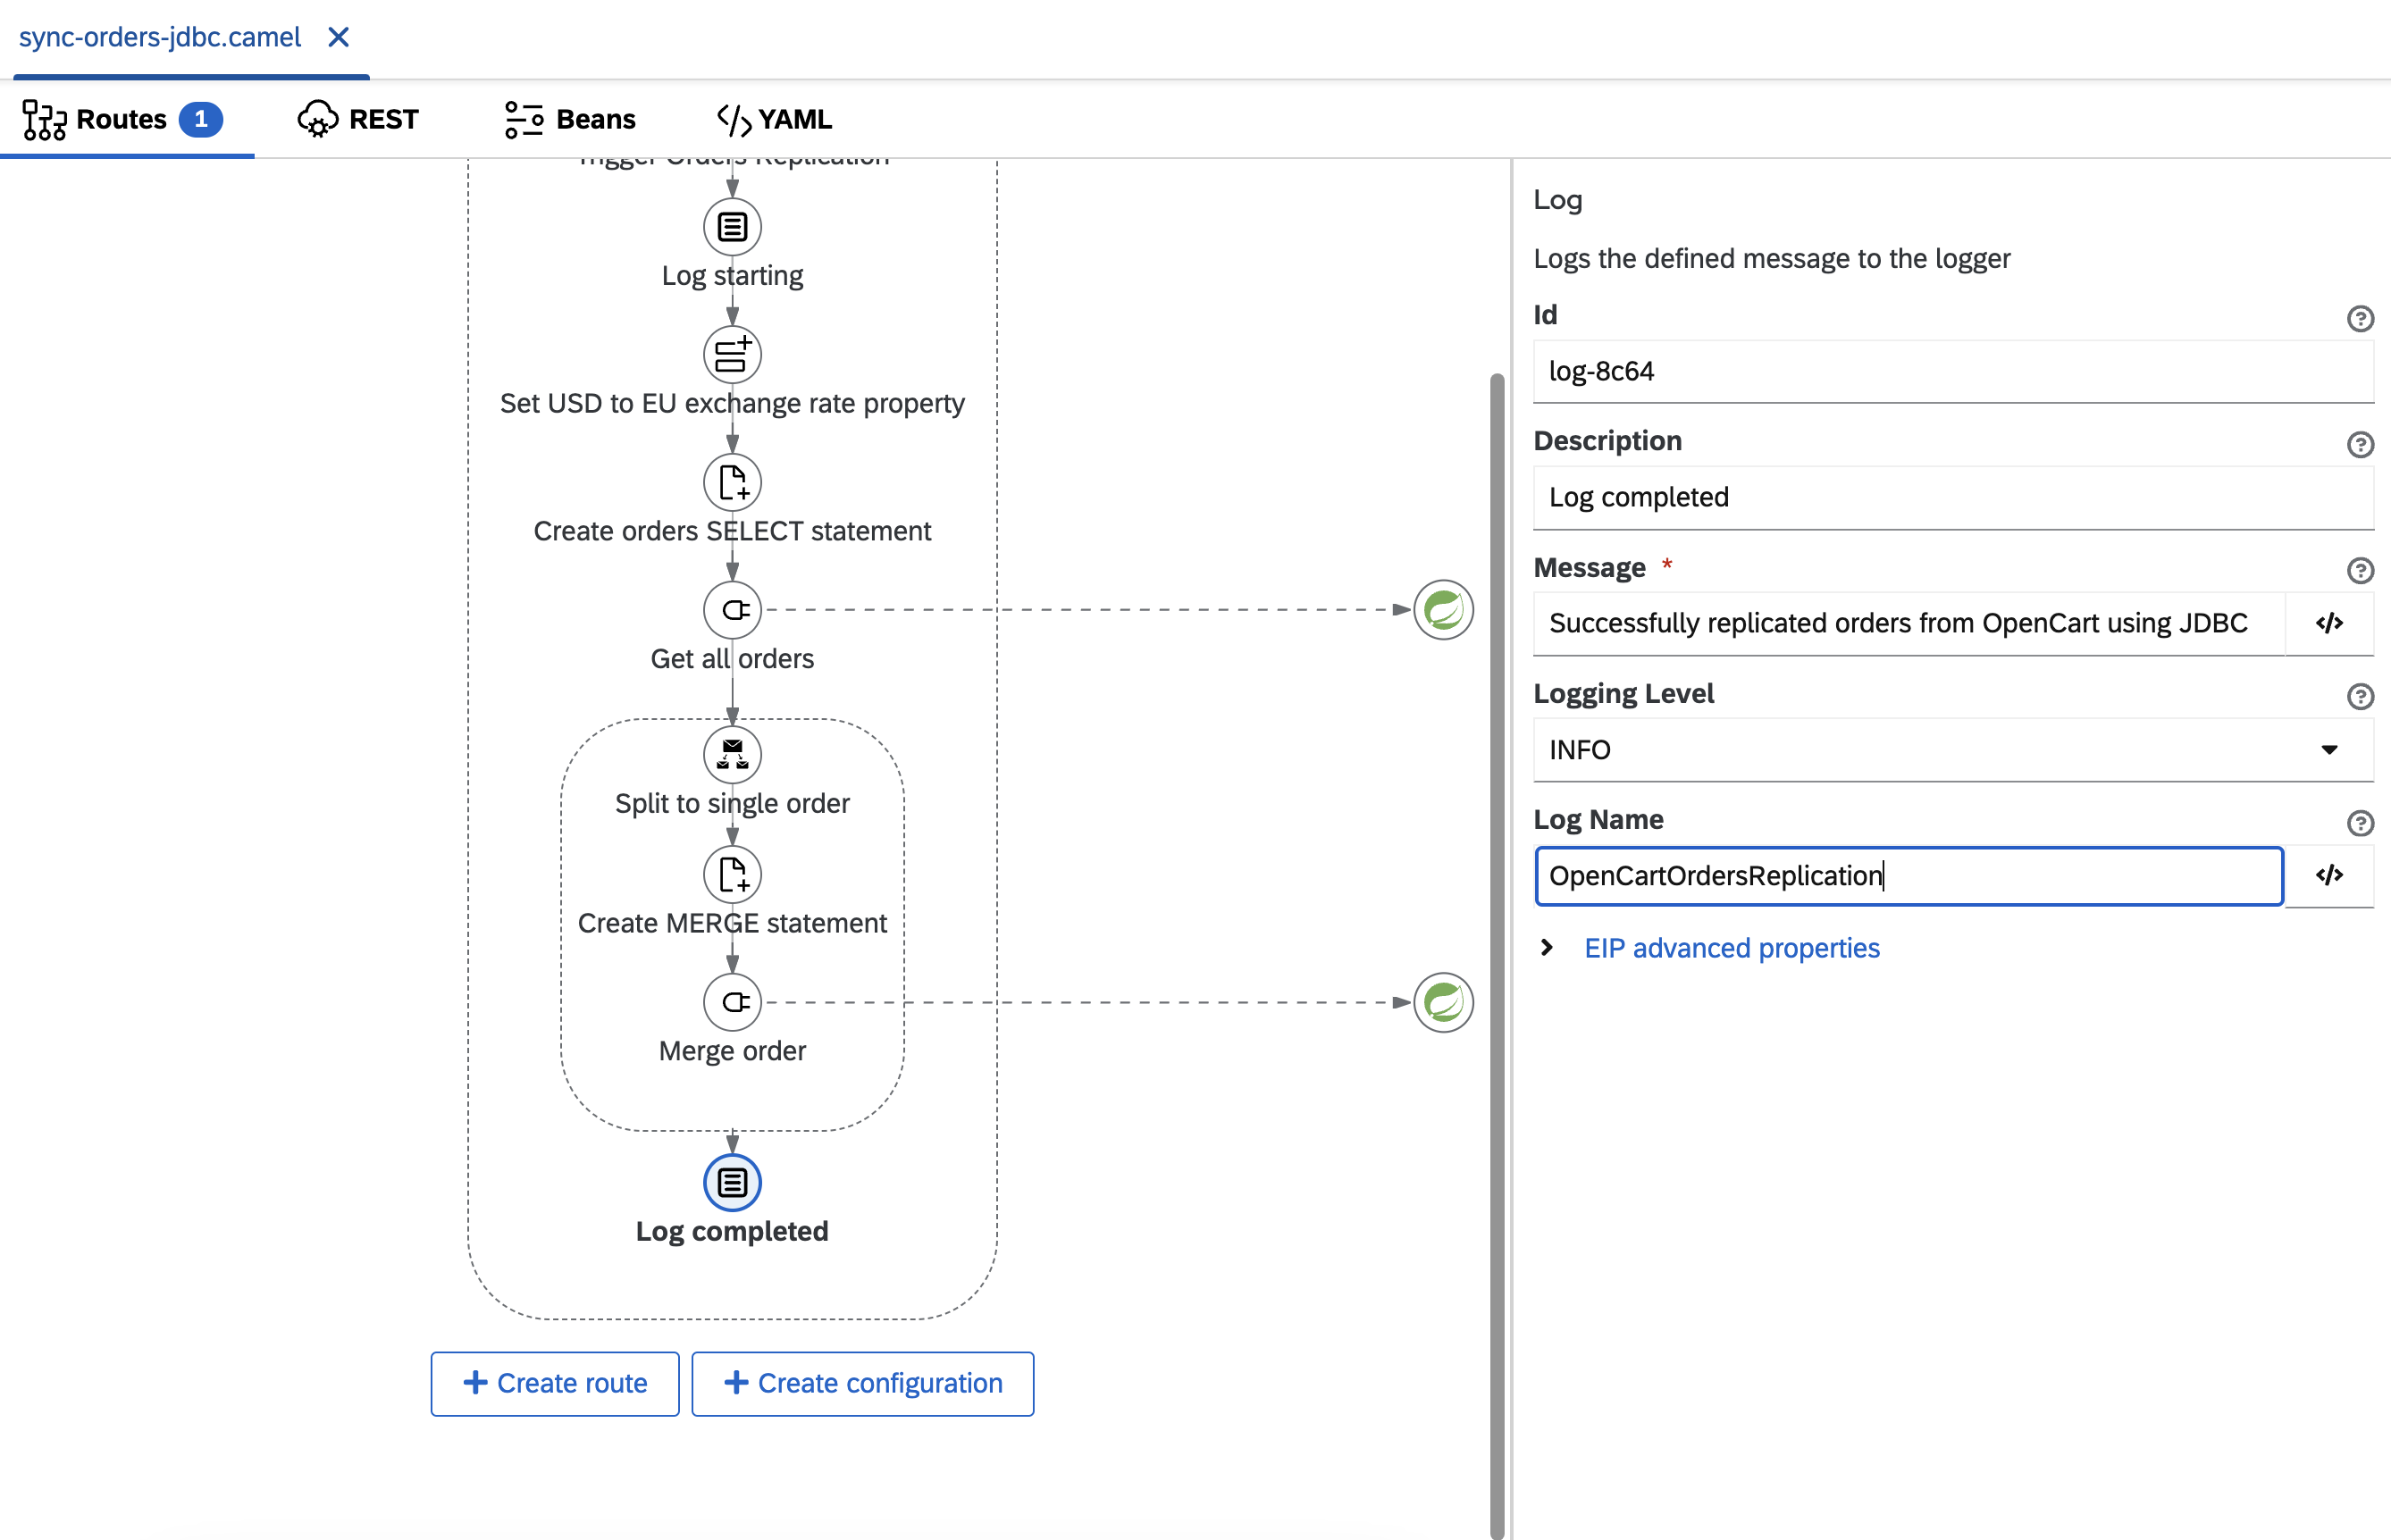 sync-orders-jdbc.camel
Routes 1 REST Beans YAML
Trigger Orders Replication
Log starting
Set USD to EU exchange rate property
Create orders SELECT statement
Get all orders
Split to single order
Create MERGE statement
Merge order
Log completed
Create route Create configuration
Log
Logs the defined message to the logger
Id
log-8c64
Description
Log completed
Message *
Successfully replicated orders from OpenCart using JDBC
Logging Level
INFO
Log Name
OpenCartOrdersReplication
EIP advanced properties